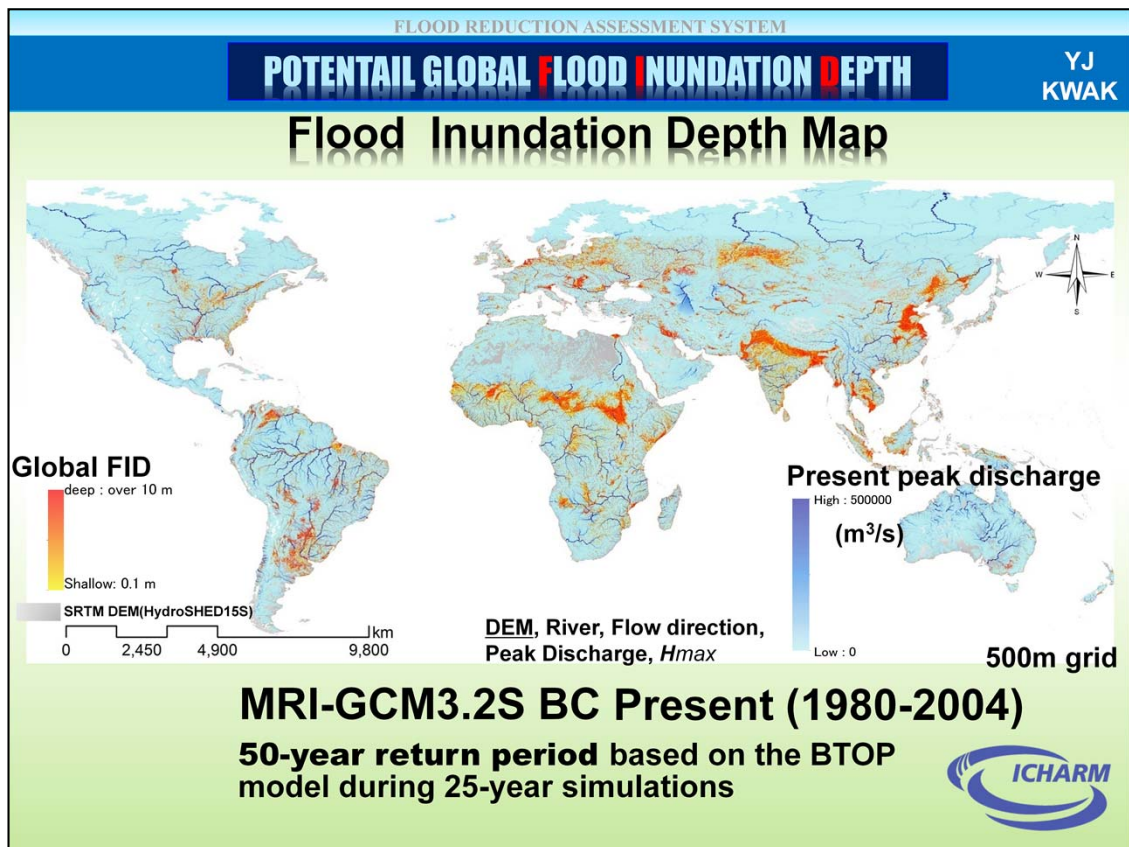 FLOOD REDUCTION ASSESSMENT SYSTEM
POTENTAIL GLOBAL FLOOD INUNDATION DEPTH
YJ
KWAK
Flood Inundation Depth Map
N
W E
S
Global FID
deep : over 10 m
Shallow: 0.1 m
SRTM DEM(HydroSHED15S)
km
0 2,450 4,900 9,800
DEM, River, Flow direction,
Peak Discharge, Hmax
Present peak discharge
High : 500000
(m³/s)
Low : 0
500m grid
MRI-GCM3.2S BC Present (1980-2004)
50-year return period based on the BTOP
model during 25-year simulations
ICHARM